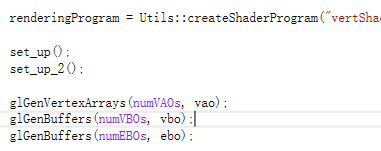 renderingProgram = Utils::createShaderProgram("vertSha
set_up();
set_up_2();
glGenVertexArrays(numVAOs, vao);
glGenBuffers(numVBOs, vbo);
glGenBuffers(numEBOs, ebo);